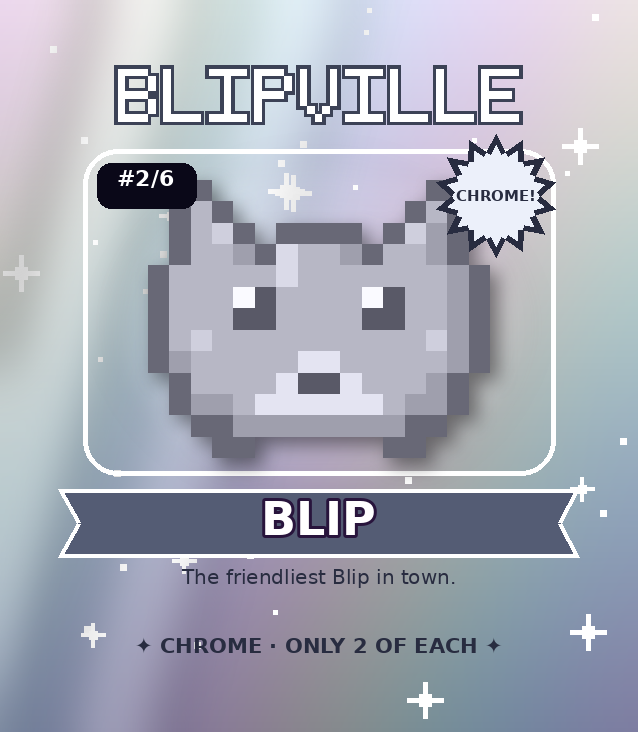 BLIPVILLE
#2/6
CHROME!
BLIP
The friendliest Blip in town.
✦ CHROME · ONLY 2 OF EACH ✦